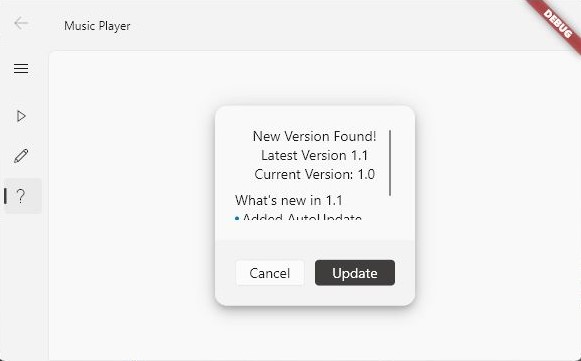 Music Player
DEBUG
New Version Found!
Latest Version 1.1
Current Version: 1.0
What's new in 1.1
• Added AutoUpdate
Cancel
Update